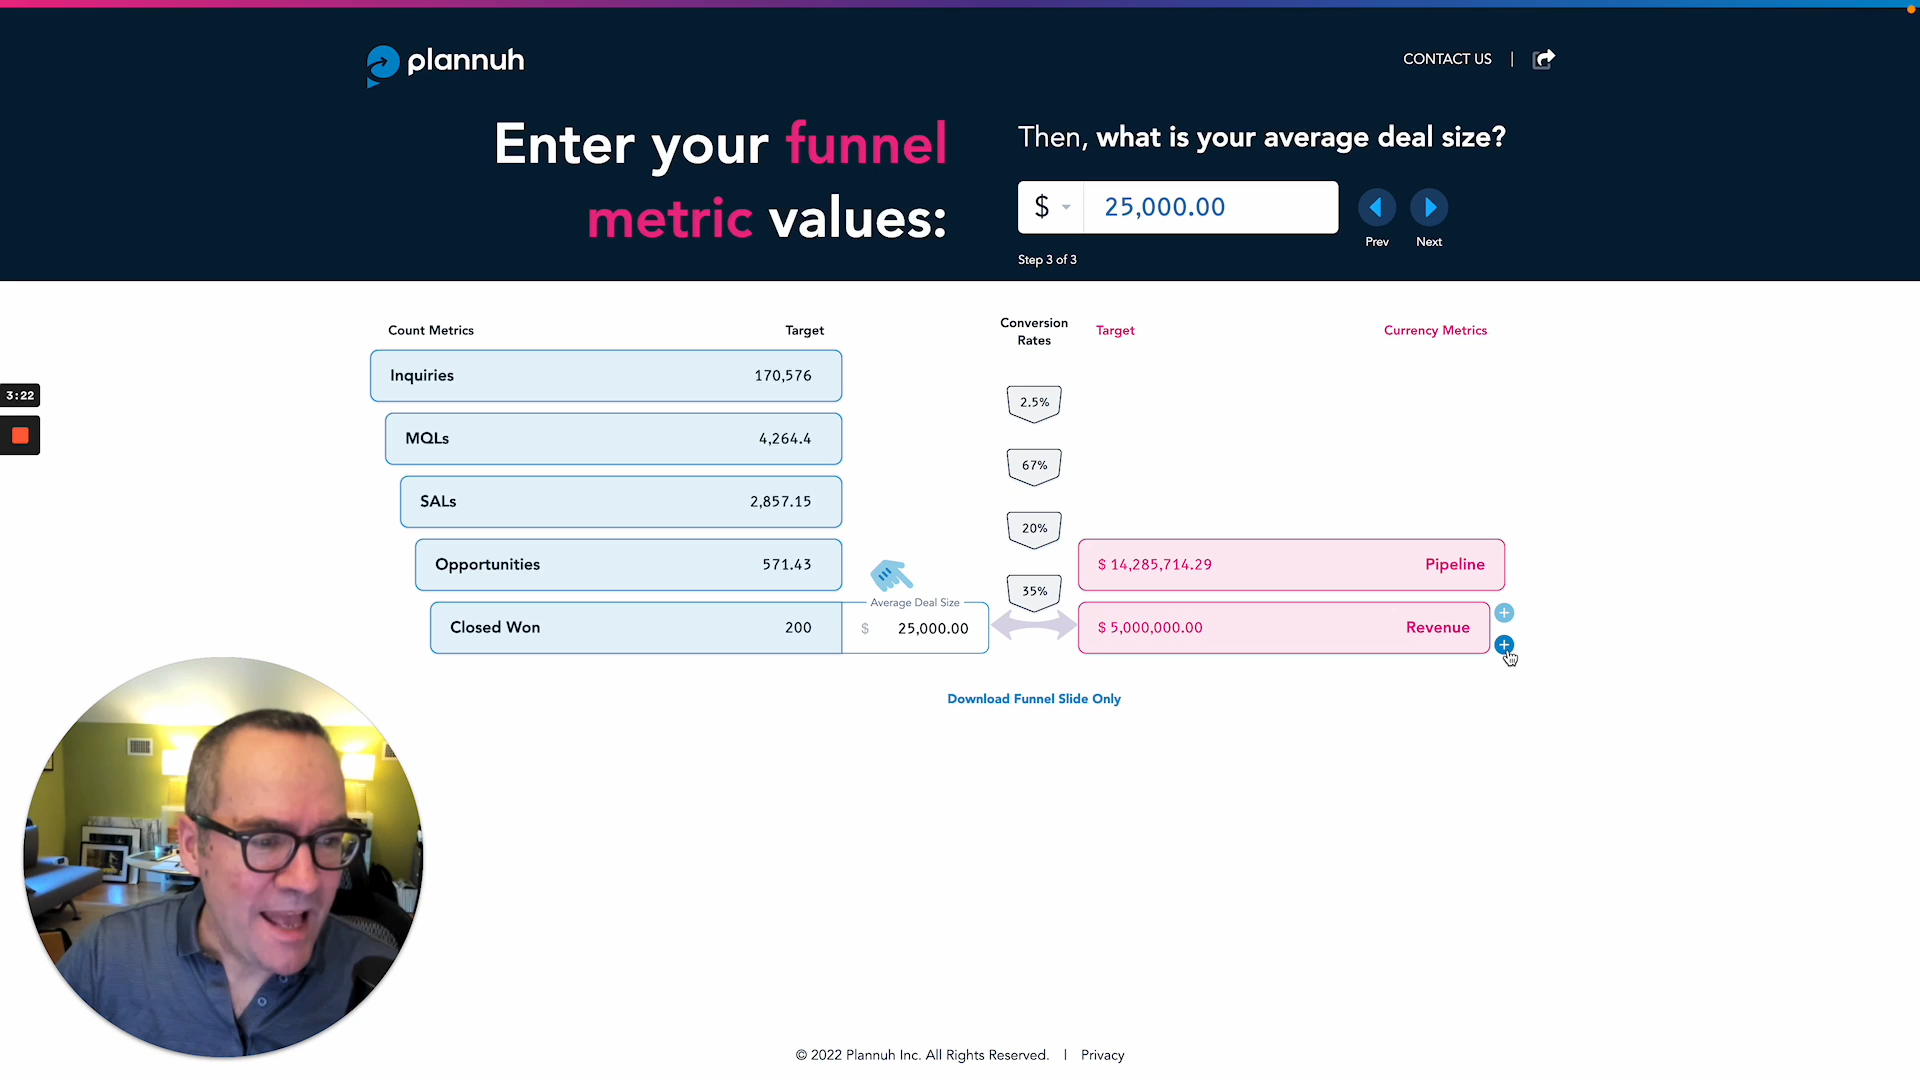 plannuh
CONTACT US |
Enter your funnel
metric values:
Then, what is your average deal size?
$ 25,000.00
Prev Next
Step 3 of 3
Count Metrics Target
Conversion
Rates
Target Currency Metrics
Inquiries 170,576
2.5%
MQLs 4,264.4
67%
SALs 2,857.15
20%
Opportunities 571.43
$ 14,285,714.29 Pipeline
35%
Average Deal Size
Closed Won 200
$ 25,000.00
$ 5,000,000.00 Revenue
Download Funnel Slide Only
3:22
© 2022 Plannuh Inc. All Rights Reserved. | Privacy